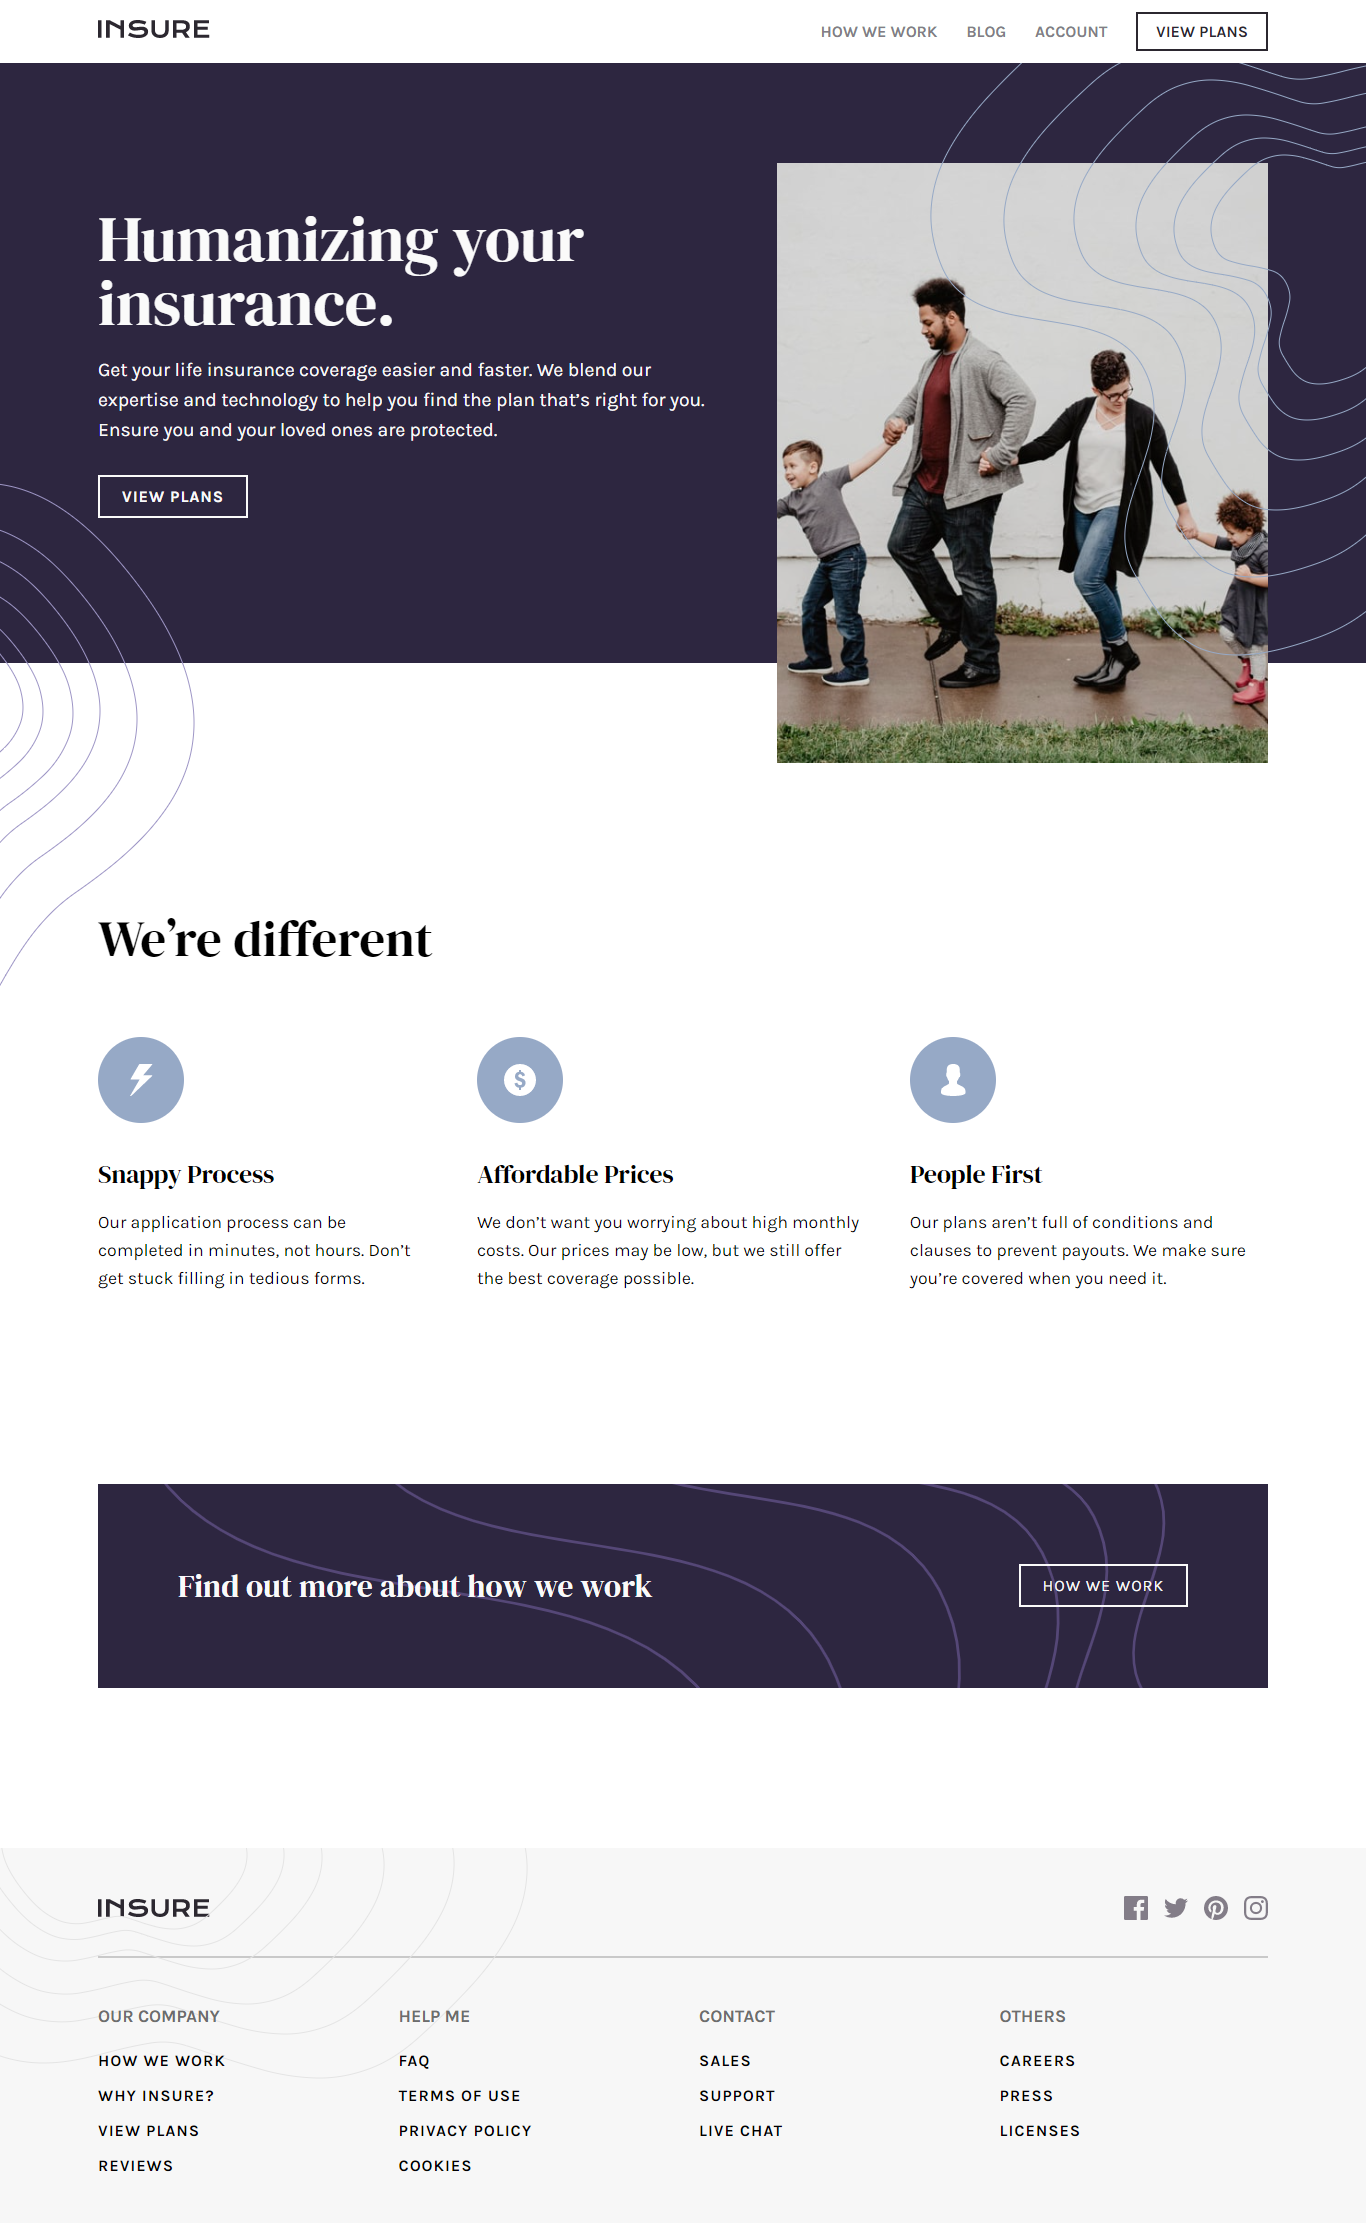 INSURE
HOW WE WORK
BLOG
ACCOUNT
VIEW PLANS
Humanizing your
insurance.
Get your life insurance coverage easier and faster. We blend our
expertise and technology to help you find the plan that’s right for you.
Ensure you and your loved ones are protected.
VIEW PLANS
We’re different
Snappy Process
Our application process can be
completed in minutes, not hours. Don’t
get stuck filling in tedious forms.
Affordable Prices
We don’t want you worrying about high monthly
costs. Our prices may be low, but we still offer
the best coverage possible.
People First
Our plans aren’t full of conditions and
clauses to prevent payouts. We make sure
you’re covered when you need it.
Find out more about how we work
HOW WE WORK
INSURE
OUR COMPANY
HOW WE WORK
WHY INSURE?
VIEW PLANS
REVIEWS
HELP ME
FAQ
TERMS OF USE
PRIVACY POLICY
COOKIES
CONTACT
SALES
SUPPORT
LIVE CHAT
OTHERS
CAREERS
PRESS
LICENSES